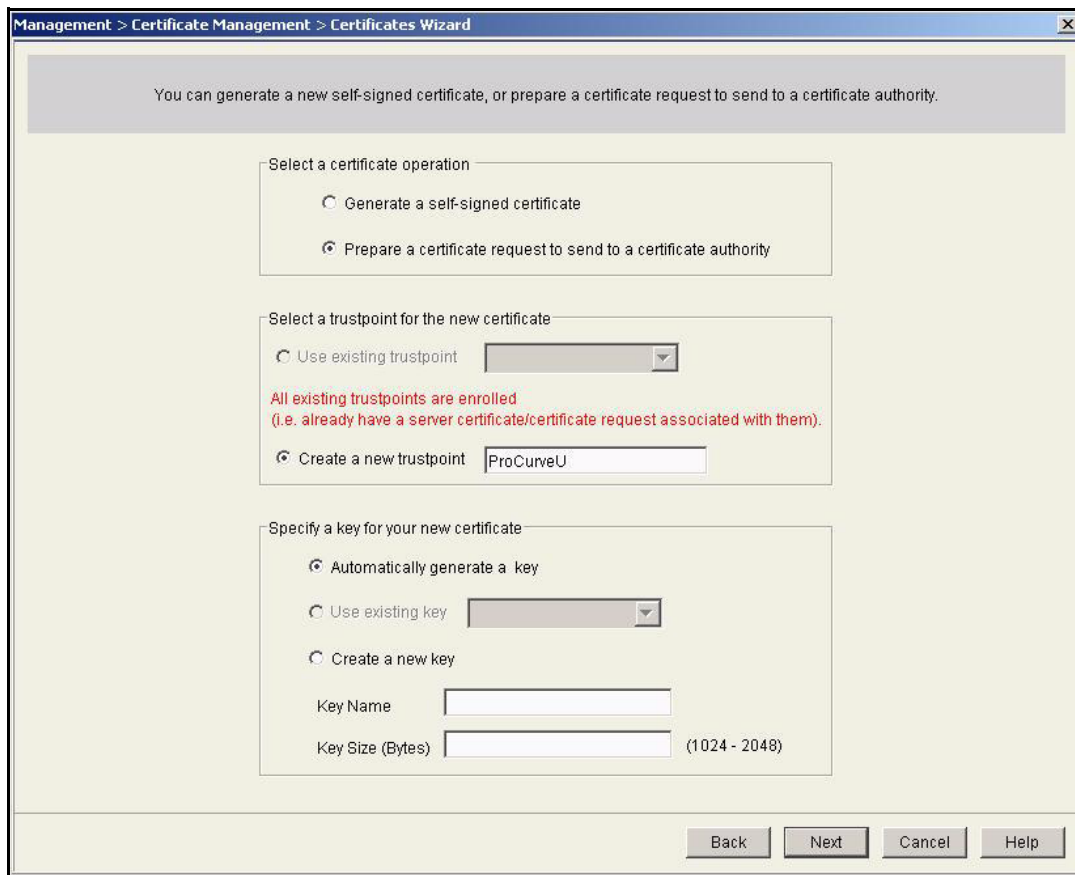 Management > Certificate Management > Certificates Wizard
You can generate a new self-signed certificate, or prepare a certificate request to send to a certificate authority.
Select a certificate operation
Generate a self-signed certificate
Prepare a certificate request to send to a certificate authority
Select a trustpoint for the new certificate
Use existing trustpoint
All existing trustpoints are enrolled
(i.e. already have a server certificate/certificate request associated with them).
Create a new trustpoint ProCurveU
Specify a key for your new certificate
Automatically generate a key
Use existing key
Create a new key
Key Name
Key Size (Bytes) (1024 - 2048)
Back Next Cancel Help